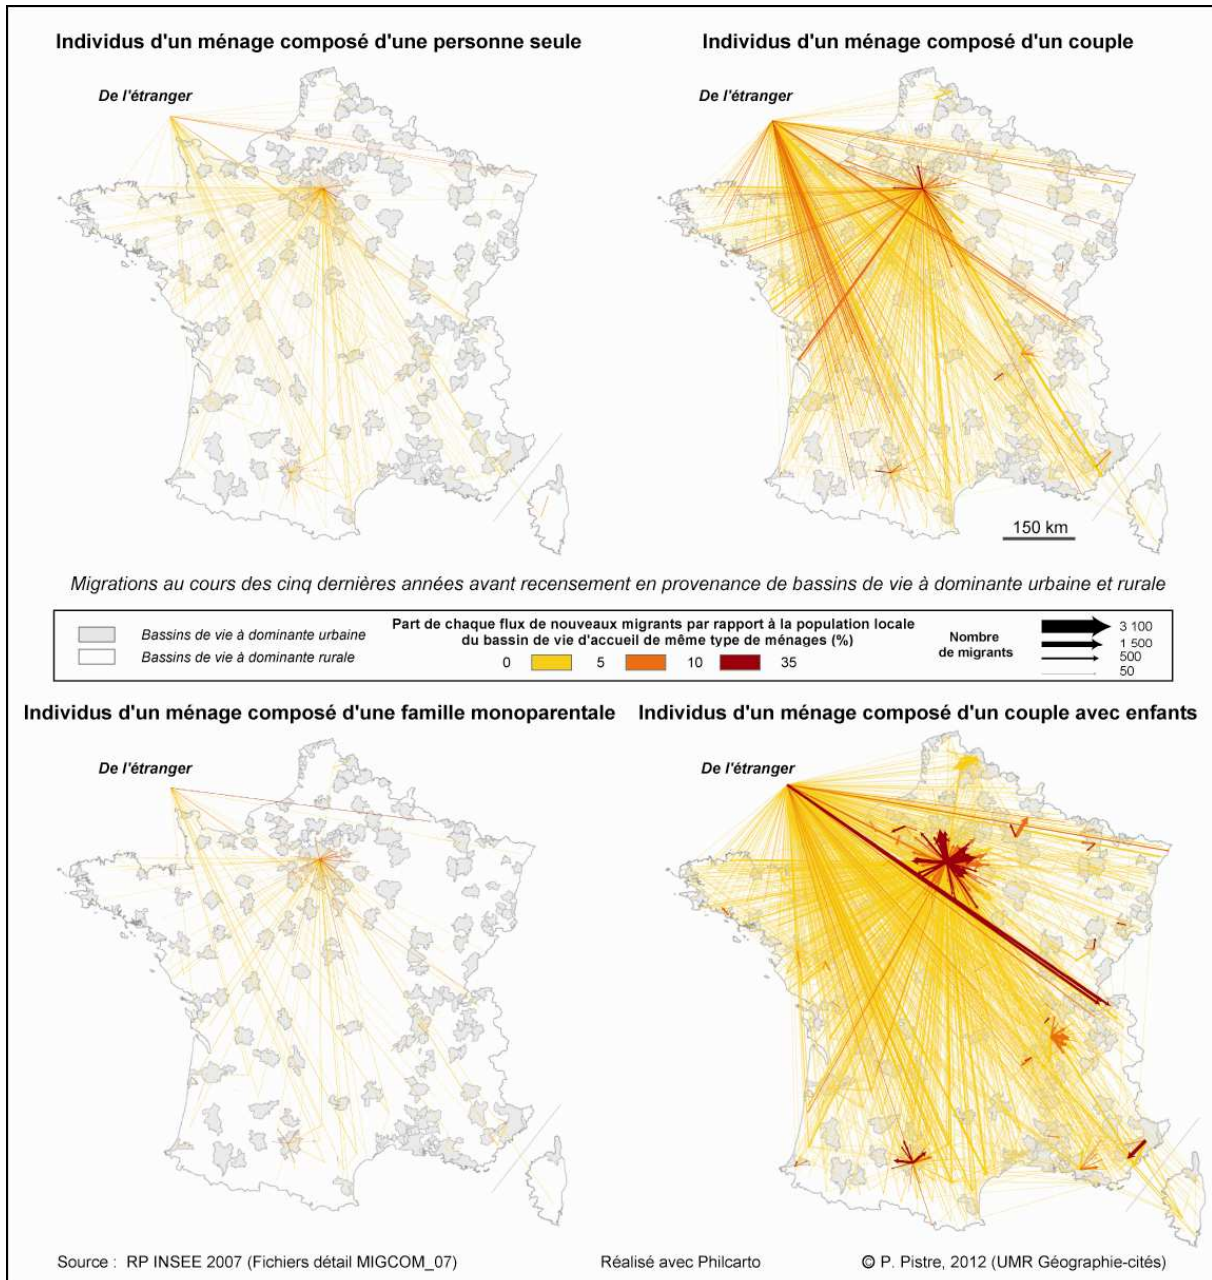 Individus d'un ménage composé d'une personne seule
Individus d'un ménage composé d'un couple
De l'étranger
De l'étranger
150 km
Migrations au cours des cinq dernières années avant recensement en provenance de bassins de vie à dominante urbaine et rurale
Bassins de vie à dominante urbaine
Bassins de vie à dominante rurale
Part de chaque flux de nouveaux migrants par rapport à la population locale
du bassin de vie d'accueil de même type de ménages (%)
0 5 10 35
Nombre
de migrants
3 100
1 500
500
50
Individus d'un ménage composé d'une famille monoparentale
Individus d'un ménage composé d'un couple avec enfants
De l'étranger
De l'étranger
Source : RP INSEE 2007 (Fichiers détail MIGCOM_07)
Réalisé avec Philcarto
© P. Pistre, 2012 (UMR Géographie-cités)